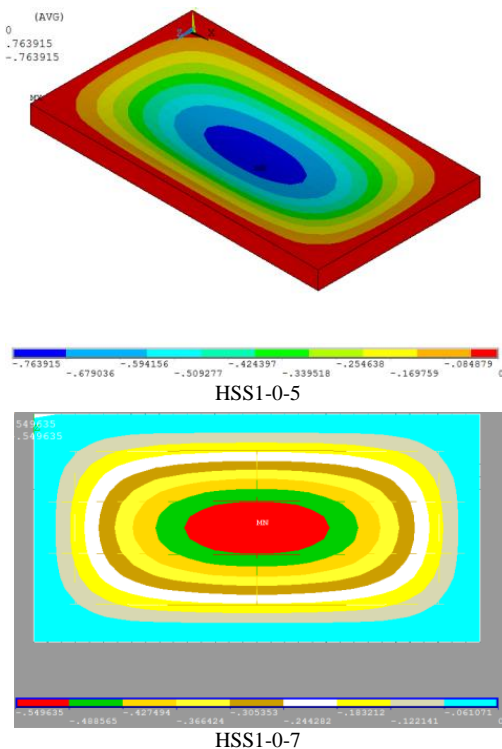 (AVG)
0
.763915
-.763915
MX
Z X
-.763915 -.594156 -.424397 -.254638 -.084879
-.679036 -.509277 -.339518 -.169759 0
HSS1-0-5
549635
.549635
MN
-.549635 -.427494 -.305353 -.183212 -.061071
-.488565 -.366424 -.244282 -.122141 0
HSS1-0-7